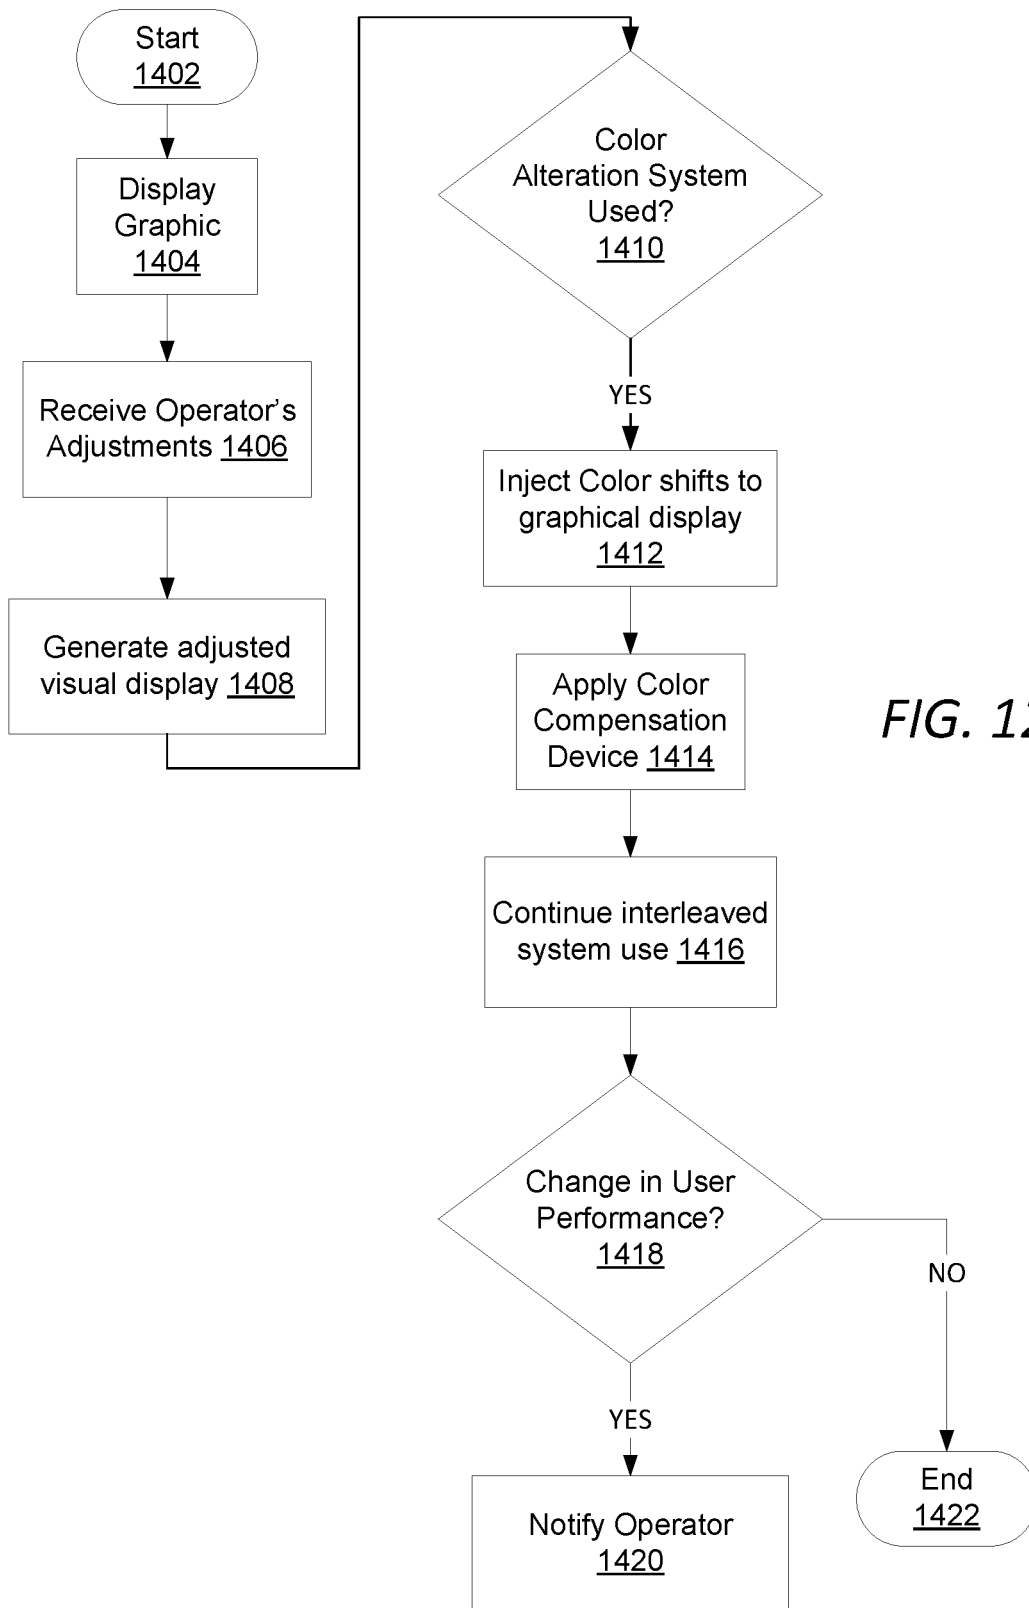 Start
1402
Display
Graphic
1404
Receive Operator's
Adjustments 1406
Generate adjusted
visual display 1408
Color
Alteration System
Used?
1410
YES
Inject Color shifts to
graphical display
1412
Apply Color
Compensation
Device 1414
Continue interleaved
system use 1416
Change in User
Performance?
1418
NO
YES
Notify Operator
1420
End
1422
FIG. 12